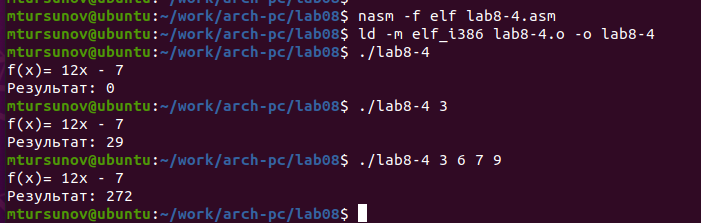 mtursunov@ubuntu:~/work/arch-pc/lab08$ nasm -f elf lab8-4.asm
mtursunov@ubuntu:~/work/arch-pc/lab08$ ld -m elf_i386 lab8-4.o -o lab8-4
mtursunov@ubuntu:~/work/arch-pc/lab08$ ./lab8-4
f(x)= 12x - 7
Результат: 0
mtursunov@ubuntu:~/work/arch-pc/lab08$ ./lab8-4 3
f(x)= 12x - 7
Результат: 29
mtursunov@ubuntu:~/work/arch-pc/lab08$ ./lab8-4 3 6 7 9
f(x)= 12x - 7
Результат: 272
mtursunov@ubuntu:~/work/arch-pc/lab08$